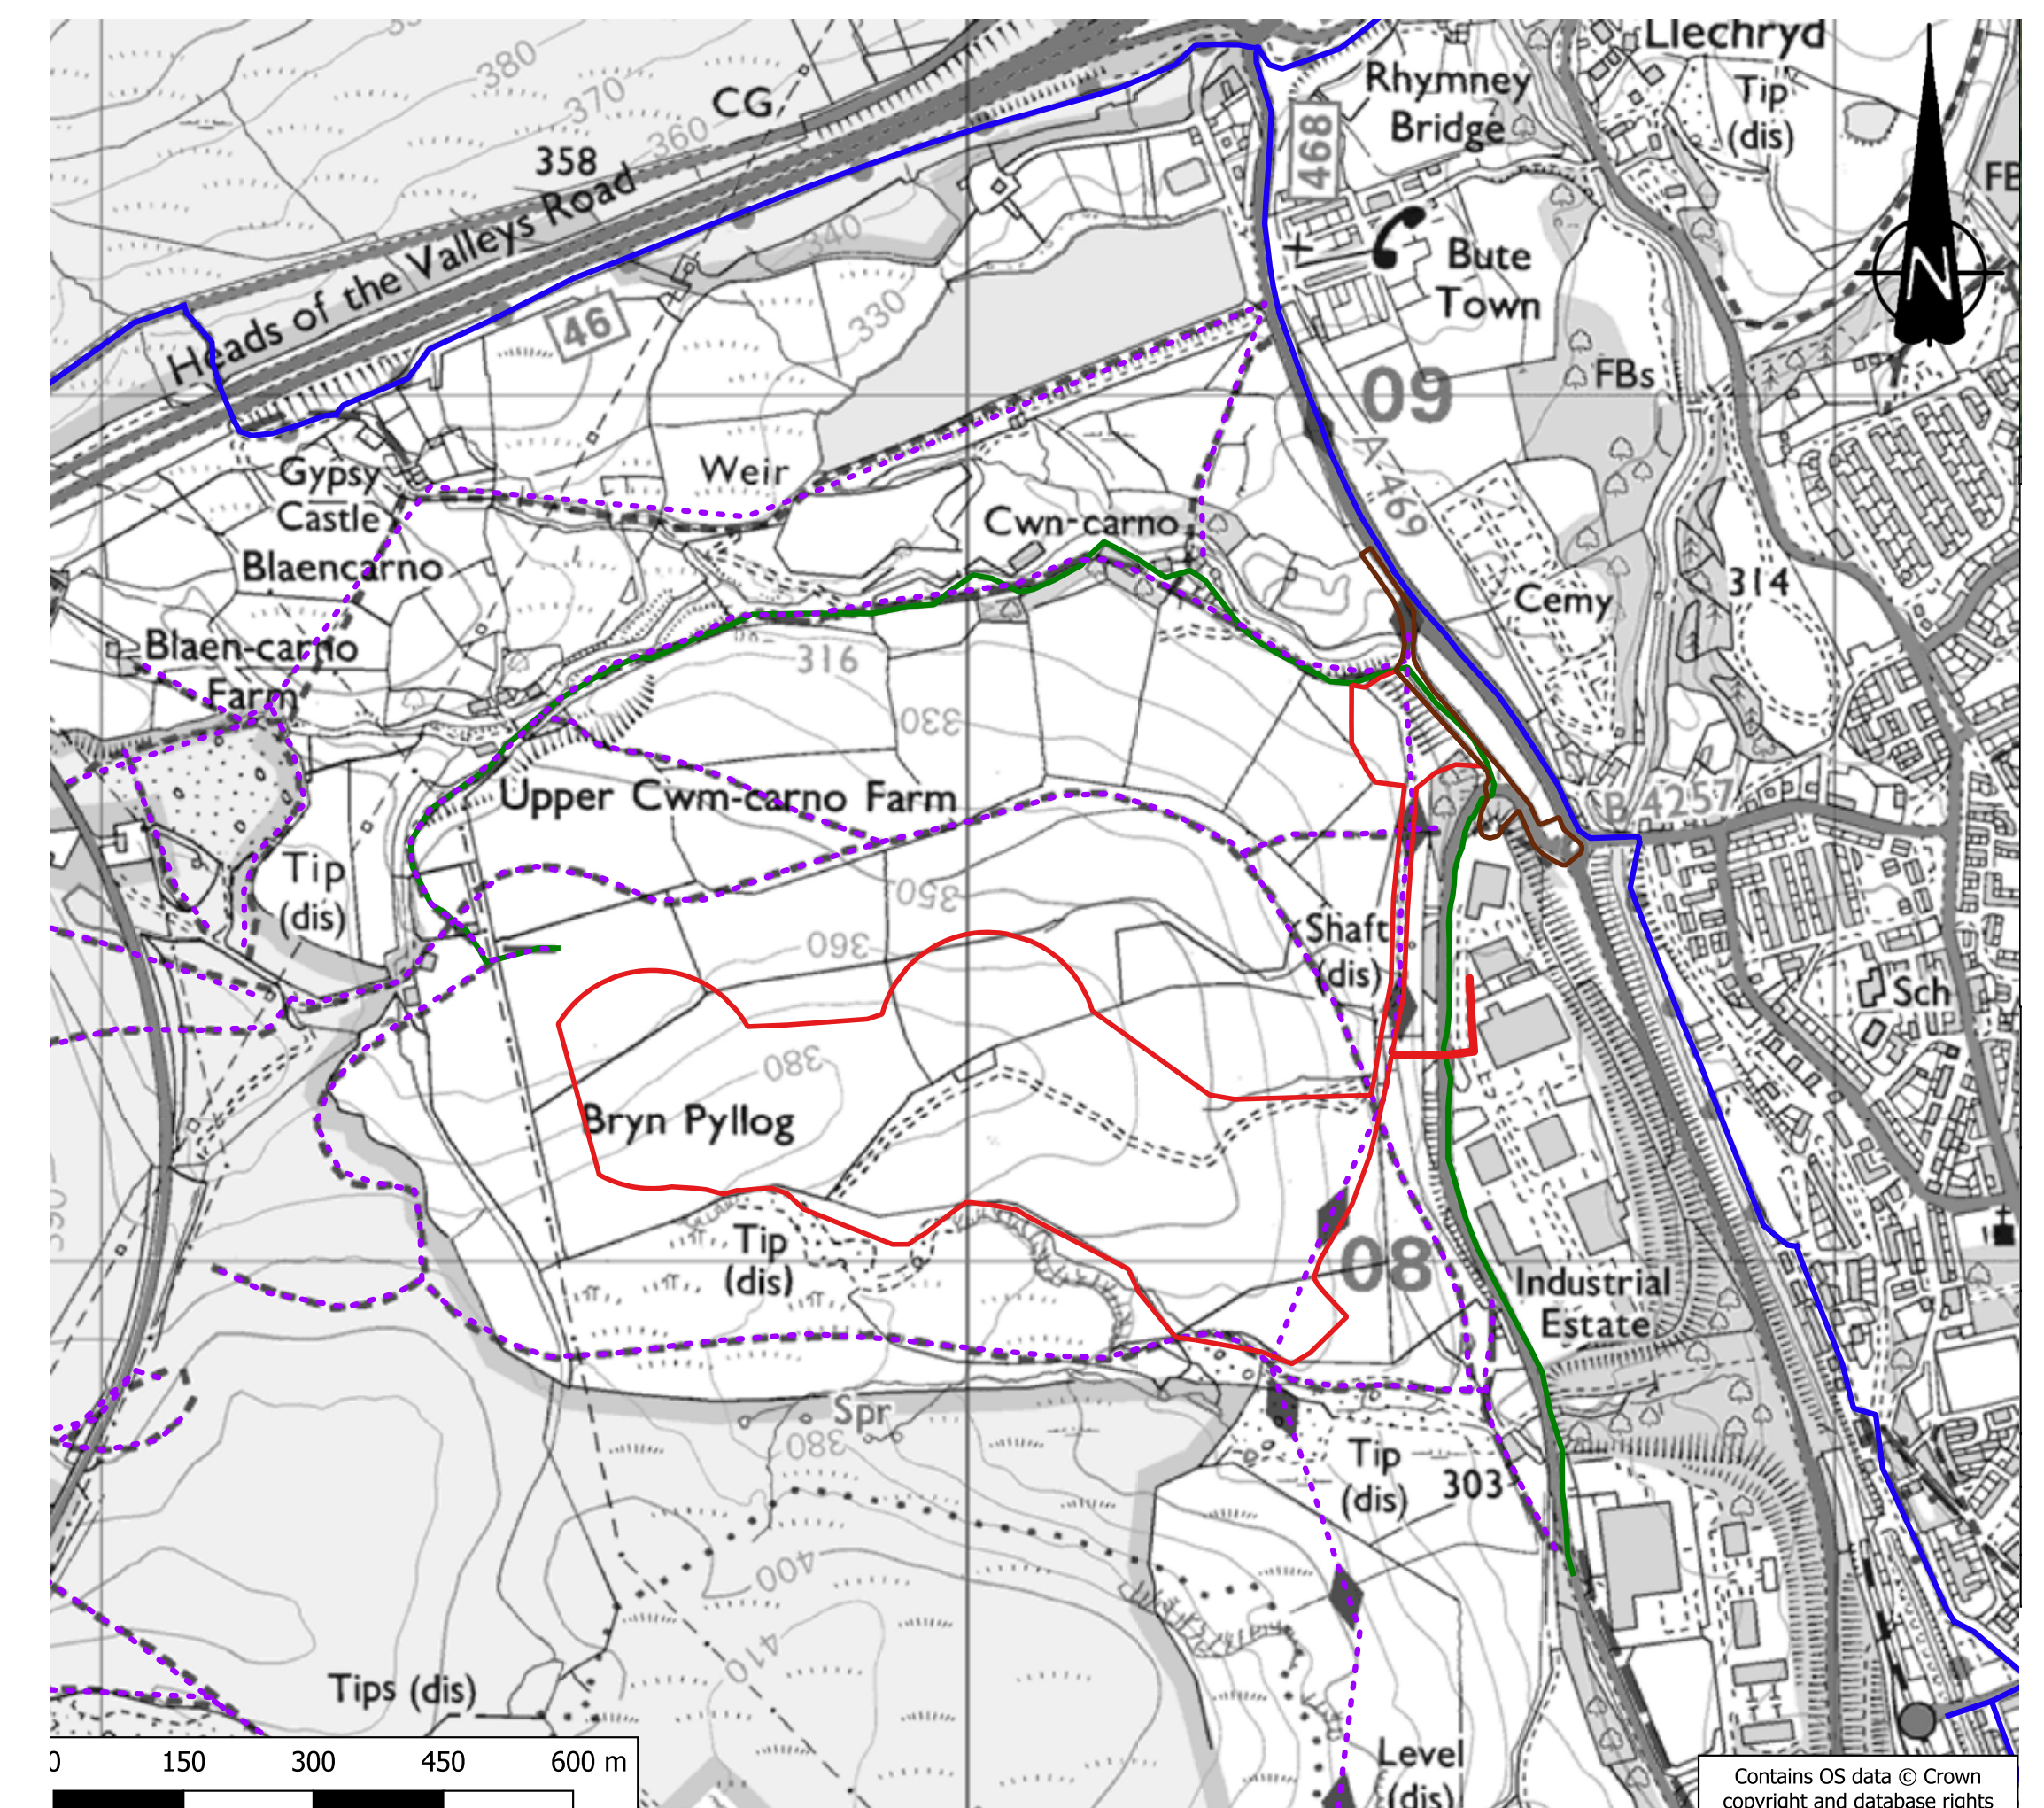 Llechryd
380
Rhymney
Bridge
Tip
(dis)
CG
370
360
468
FB
358
Heads of the Valleys Road
N
340
Bute
Town
46
330
09
FBs
Weir
Gypsy
Castle
A 469
Cwn-carno
Blaencarno
314
Cemy
Blaen-carno
Farm
316
330
Upper Cwm-carno Farm
B 4257
Tip
(dis)
350
Shaft
(dis)
360
Sch
380
Bryn Pyllog
Tip
(dis)
08
Industrial
Estate
Spr
380
Tip
(dis)
303
400
410
Tips (dis)
Level
(dis)
0 150 300 450 600 m
Contains OS data © Crown
copyright and database rights